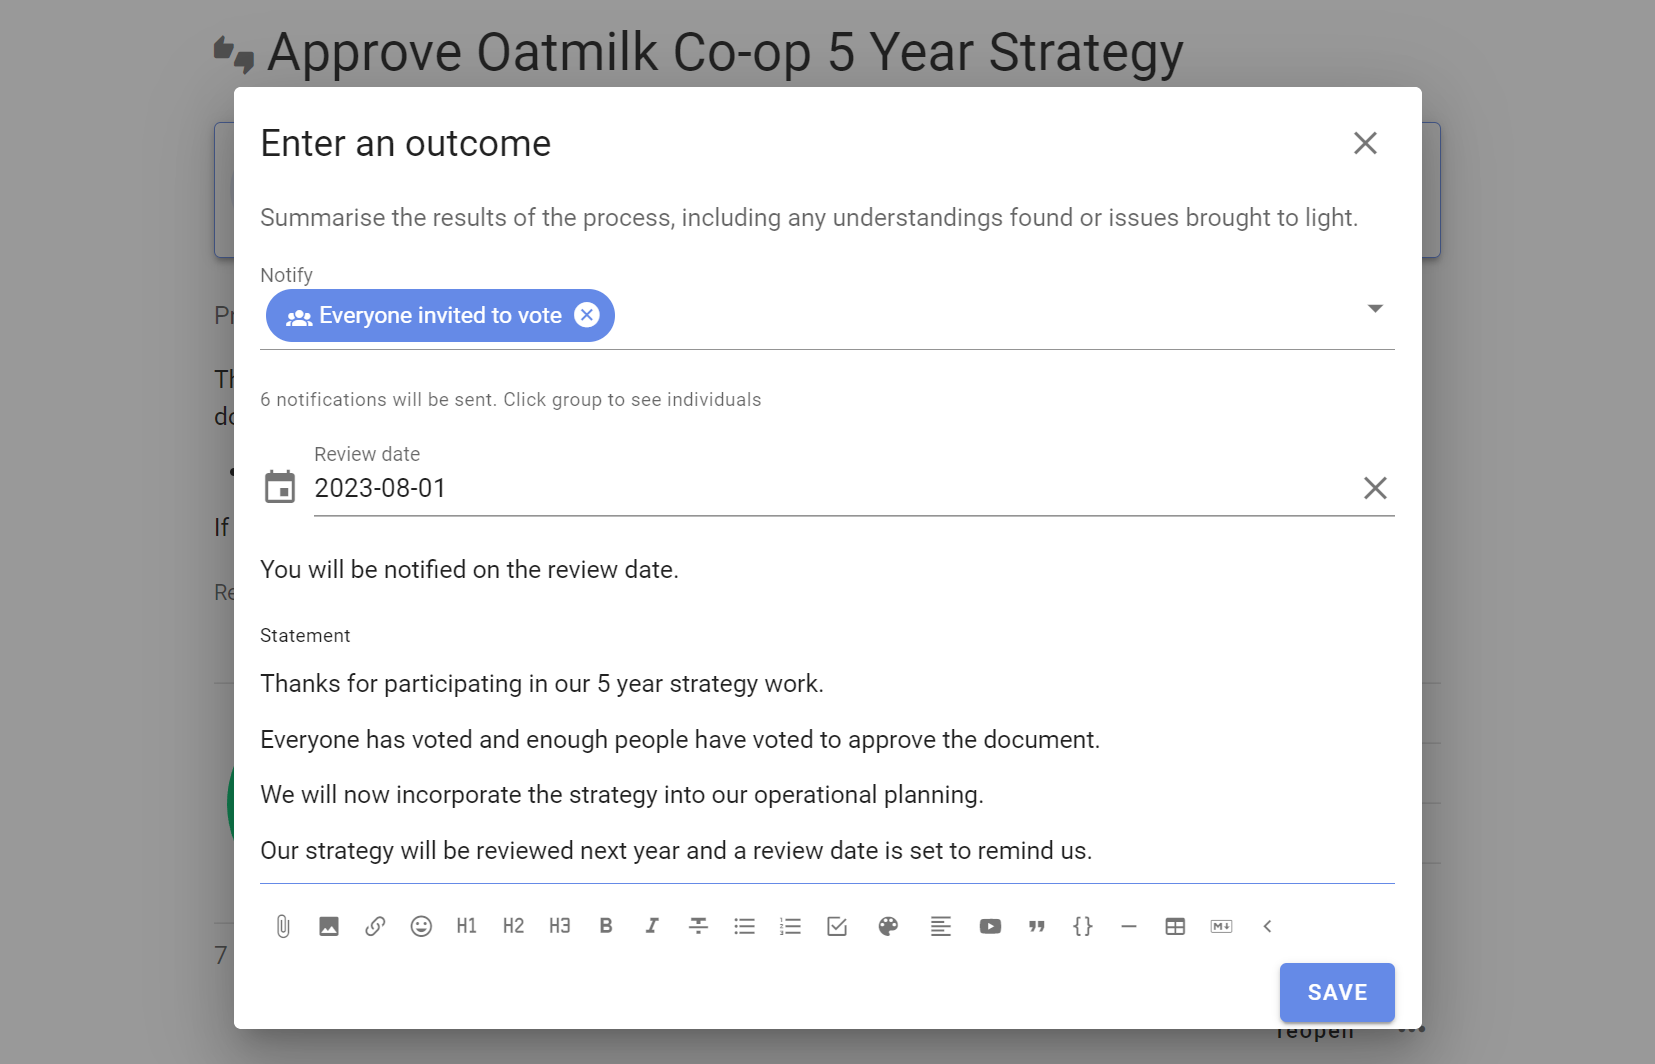 Approve Oatmilk Co-op 5 Year Strategy
Enter an outcome
Summarise the results of the process, including any understandings found or issues brought to light.
Notify
Everyone invited to vote
6 notifications will be sent. Click group to see individuals
Review date
2023-08-01
You will be notified on the review date.
Statement
Thanks for participating in our 5 year strategy work.
Everyone has voted and enough people have voted to approve the document.
We will now incorporate the strategy into our operational planning.
Our strategy will be reviewed next year and a review date is set to remind us.
H1 H2 H3 B I M
SAVE
If
7
reopen